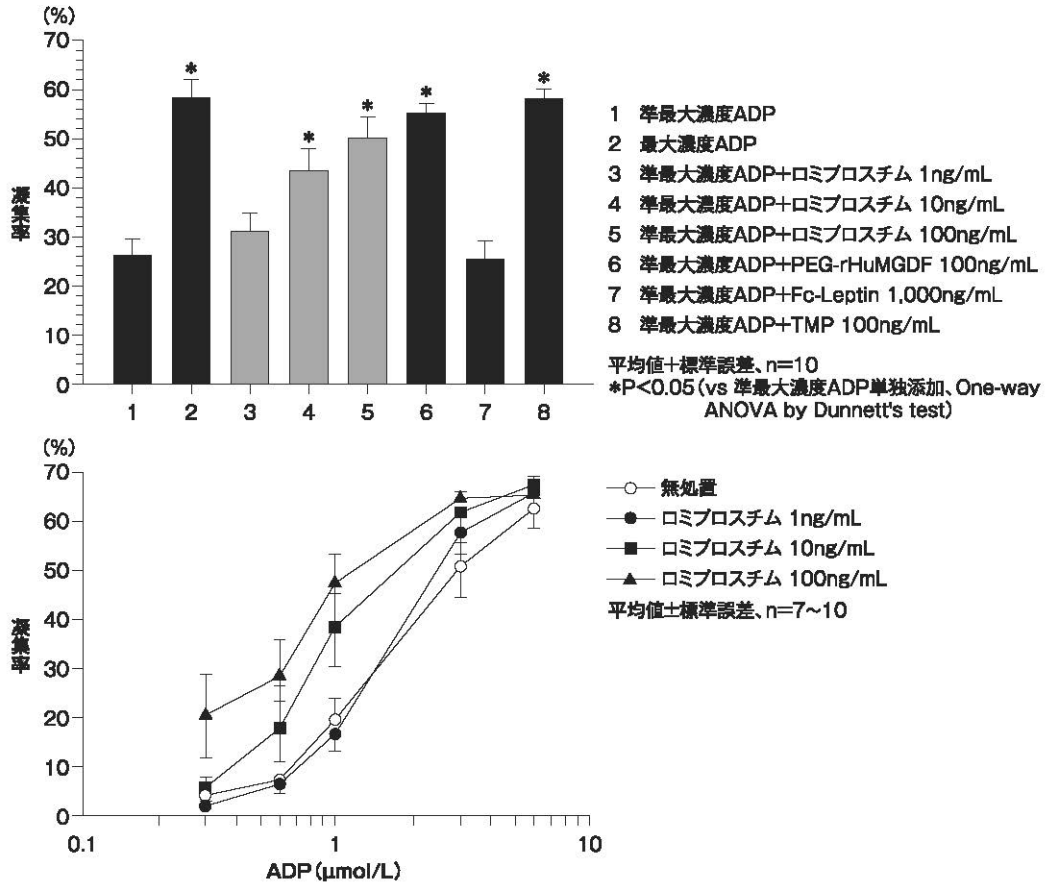 (%)
70
60
50
40
30
20
10
0
凝集率
*
*
*
*
*
1
2
3
4
5
6
7
8
1 準最大濃度ADP
2 最大濃度ADP
3 準最大濃度ADP+ロミプロスチム 1ng/mL
4 準最大濃度ADP+ロミプロスチム 10ng/mL
5 準最大濃度ADP+ロミプロスチム 100ng/mL
6 準最大濃度ADP+PEG-rHuMGDF 100ng/mL
7 準最大濃度ADP+Fc-Leptin 1,000ng/mL
8 準最大濃度ADP+TMP 100ng/mL
平均値+標準誤差、n=10
*P<0.05(vs 準最大濃度ADP単独添加、One-way
ANOVA by Dunnett's test)
(%)
70
60
50
40
30
20
10
0
凝集率
0.1
1
10
ADP(μmol/L)
無処置
ロミプロスチム 1ng/mL
ロミプロスチム 10ng/mL
ロミプロスチム 100ng/mL
平均値±標準誤差、n=7~10